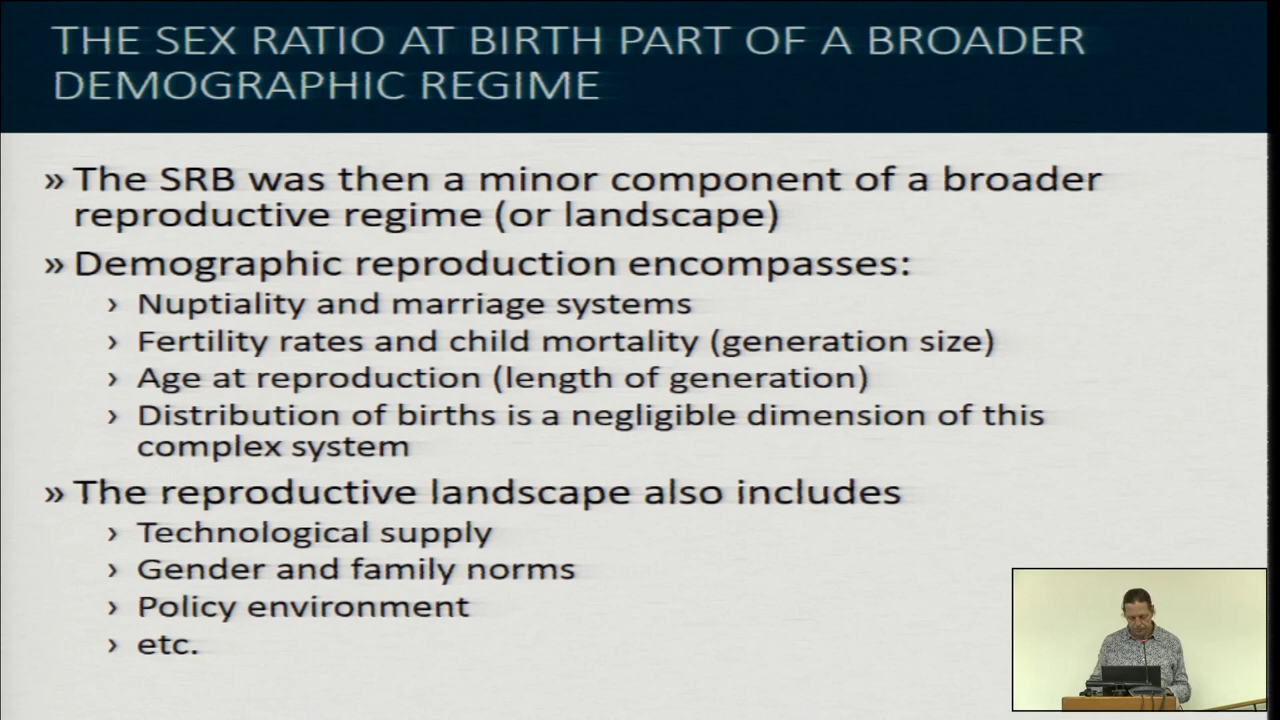 THE SEX RATIO AT BIRTH PART OF A BROADER
DEMOGRAPHIC REGIME
» The SRB was then a minor component of a broader
reproductive regime (or landscape)
» Demographic reproduction encompasses:
› Nuptiality and marriage systems
› Fertility rates and child mortality (generation size)
› Age at reproduction (length of generation)
› Distribution of births is a negligible dimension of this
complex system
» The reproductive landscape also includes
› Technological supply
› Gender and family norms
› Policy environment
› etc.